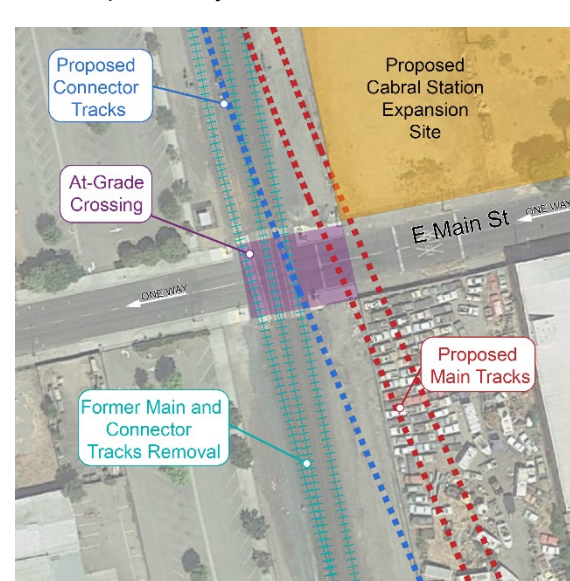 Proposed
Connector
Tracks
Proposed
Cabral Station
Expansion
Site
At-Grade
Crossing
E Main St
ONE WAY
ONE WAY
Proposed
Main Tracks
Former Main and
Connector
Tracks Removal